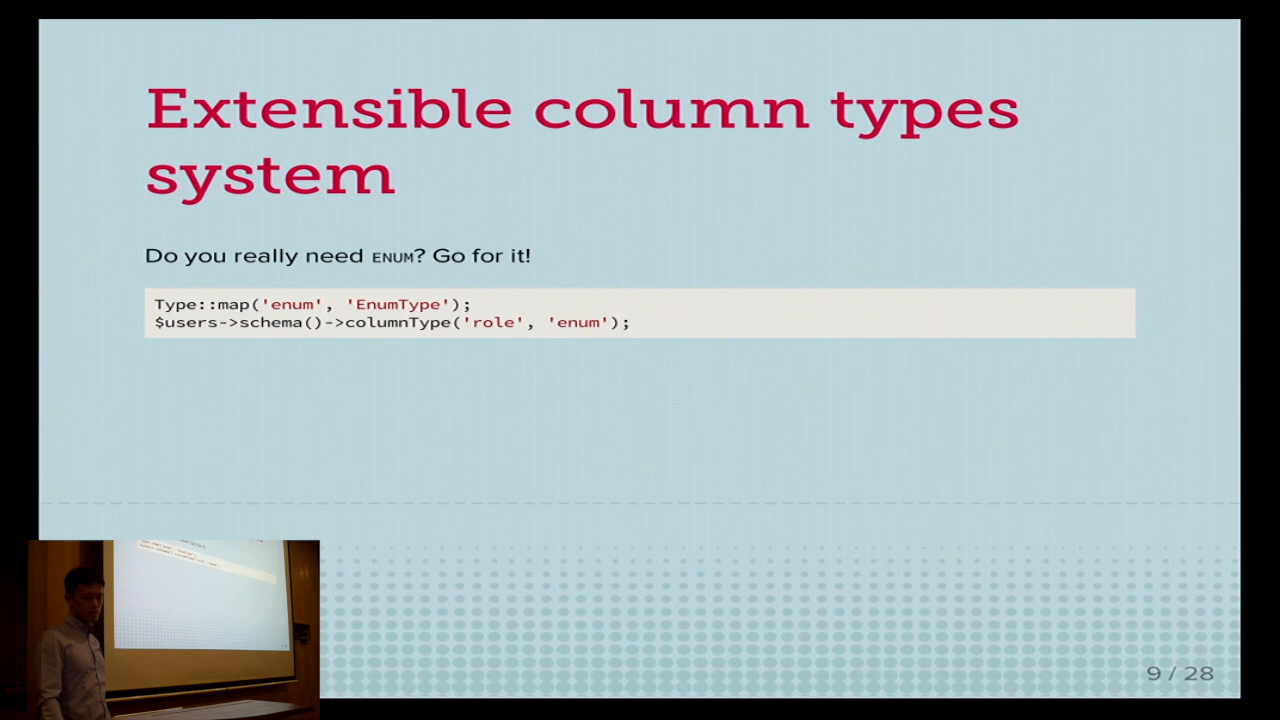 Extensible column types
system
Do you really need ENUM? Go for it!
Type::map('enum', 'EnumType');
$users->schema()->columnType('role', 'enum');
9 / 28